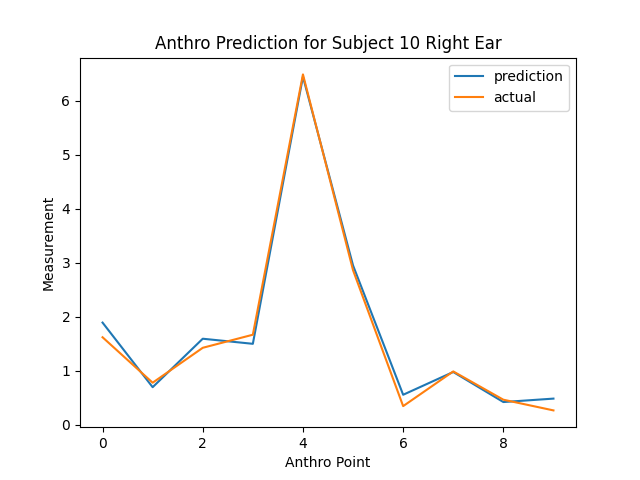 Anthro Prediction for Subject 10 Right Ear
prediction
actual
6
5
4
3
2
1
0
Measurement
0 2 4 6 8
Anthro Point